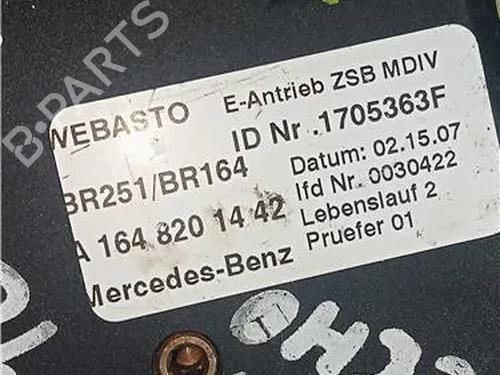 B-PARTS
WEBASTO E-Antrieb ZSB MDIV
ID Nr .1705363F
BR251/BR164 Datum: 02.15.07
lfd Nr. 0030422
A 164 820 14 42 Lebenslauf 2
Mercedes-Benz Pruefer 01